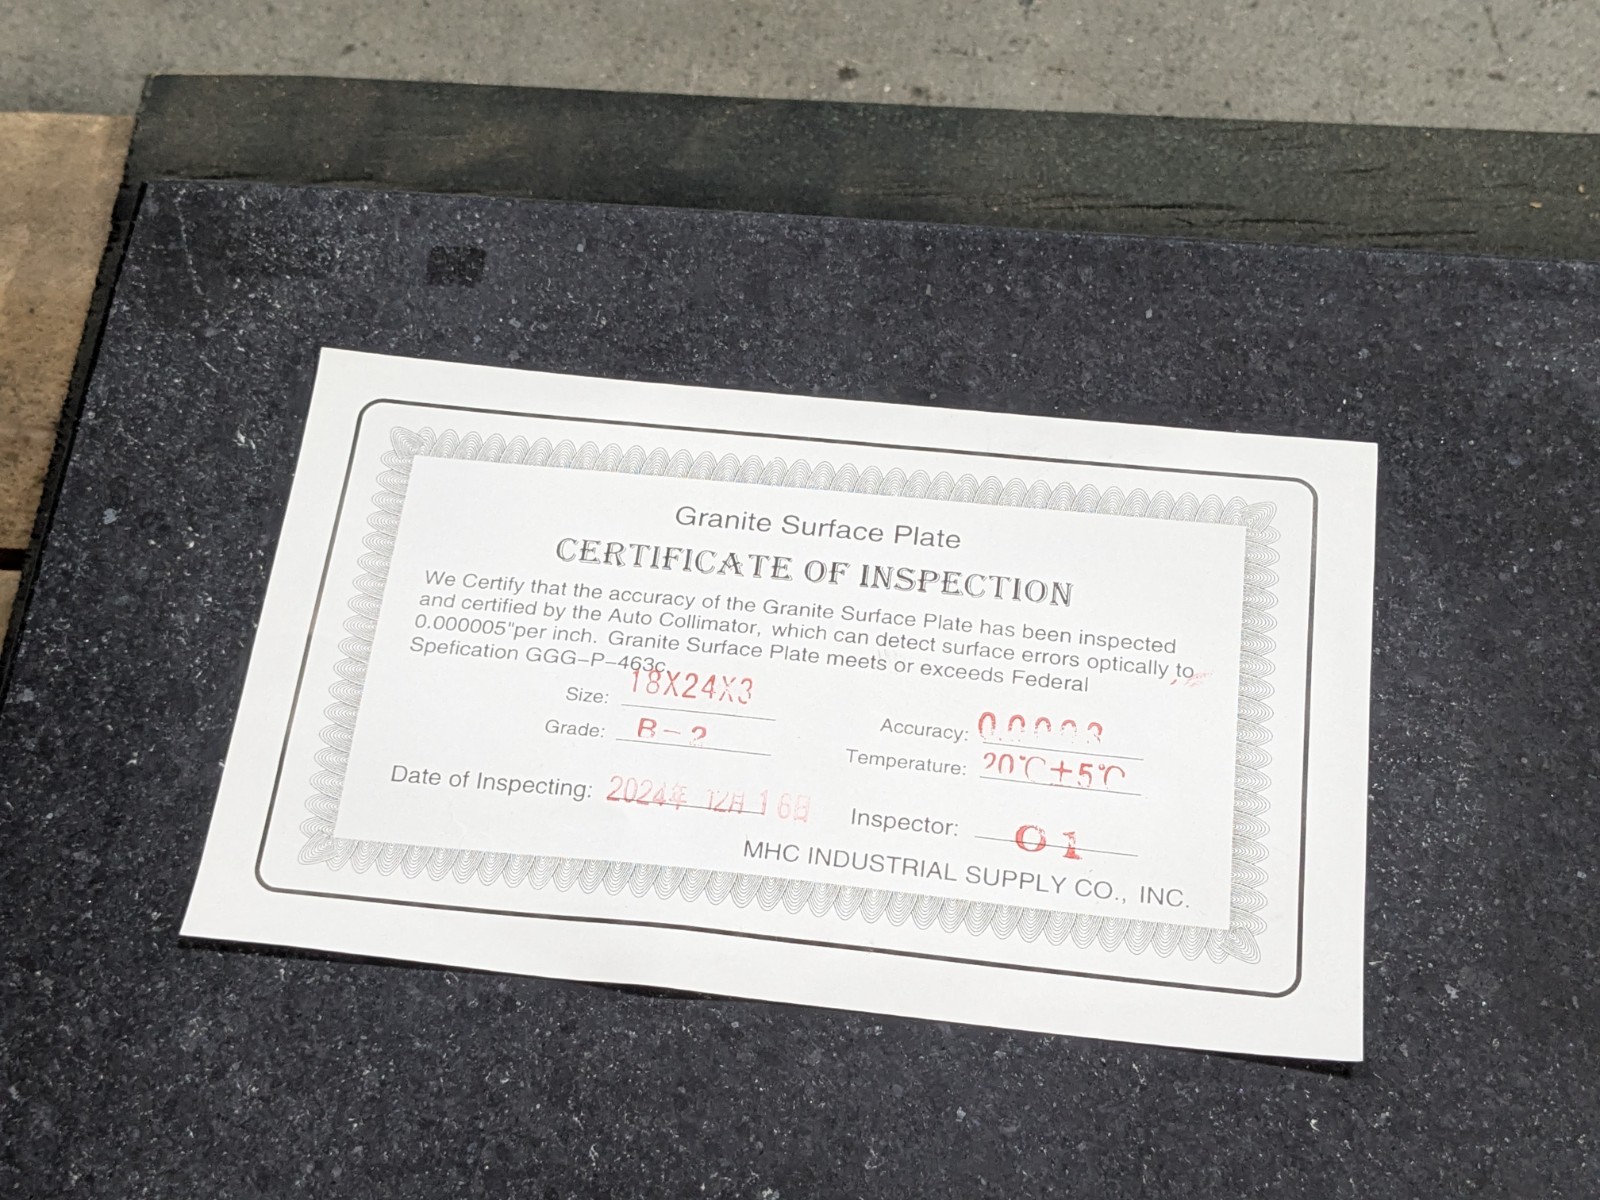 Granite Surface Plate
CERTIFICATE OF INSPECTION
We Certify that the accuracy of the Granite Surface Plate has been inspected
and certified by the Auto Collimator, which can detect surface errors optically to
0.000005"per inch. Granite Surface Plate meets or exceeds Federal
Spefication GGG-P-463c
Size: 18X24X3
Accuracy: 0.0003
Grade: B-2
Temperature: 20℃±5℃
Date of Inspecting: 2024年 12月16日
Inspector: 01
MHC INDUSTRIAL SUPPLY CO., INC.